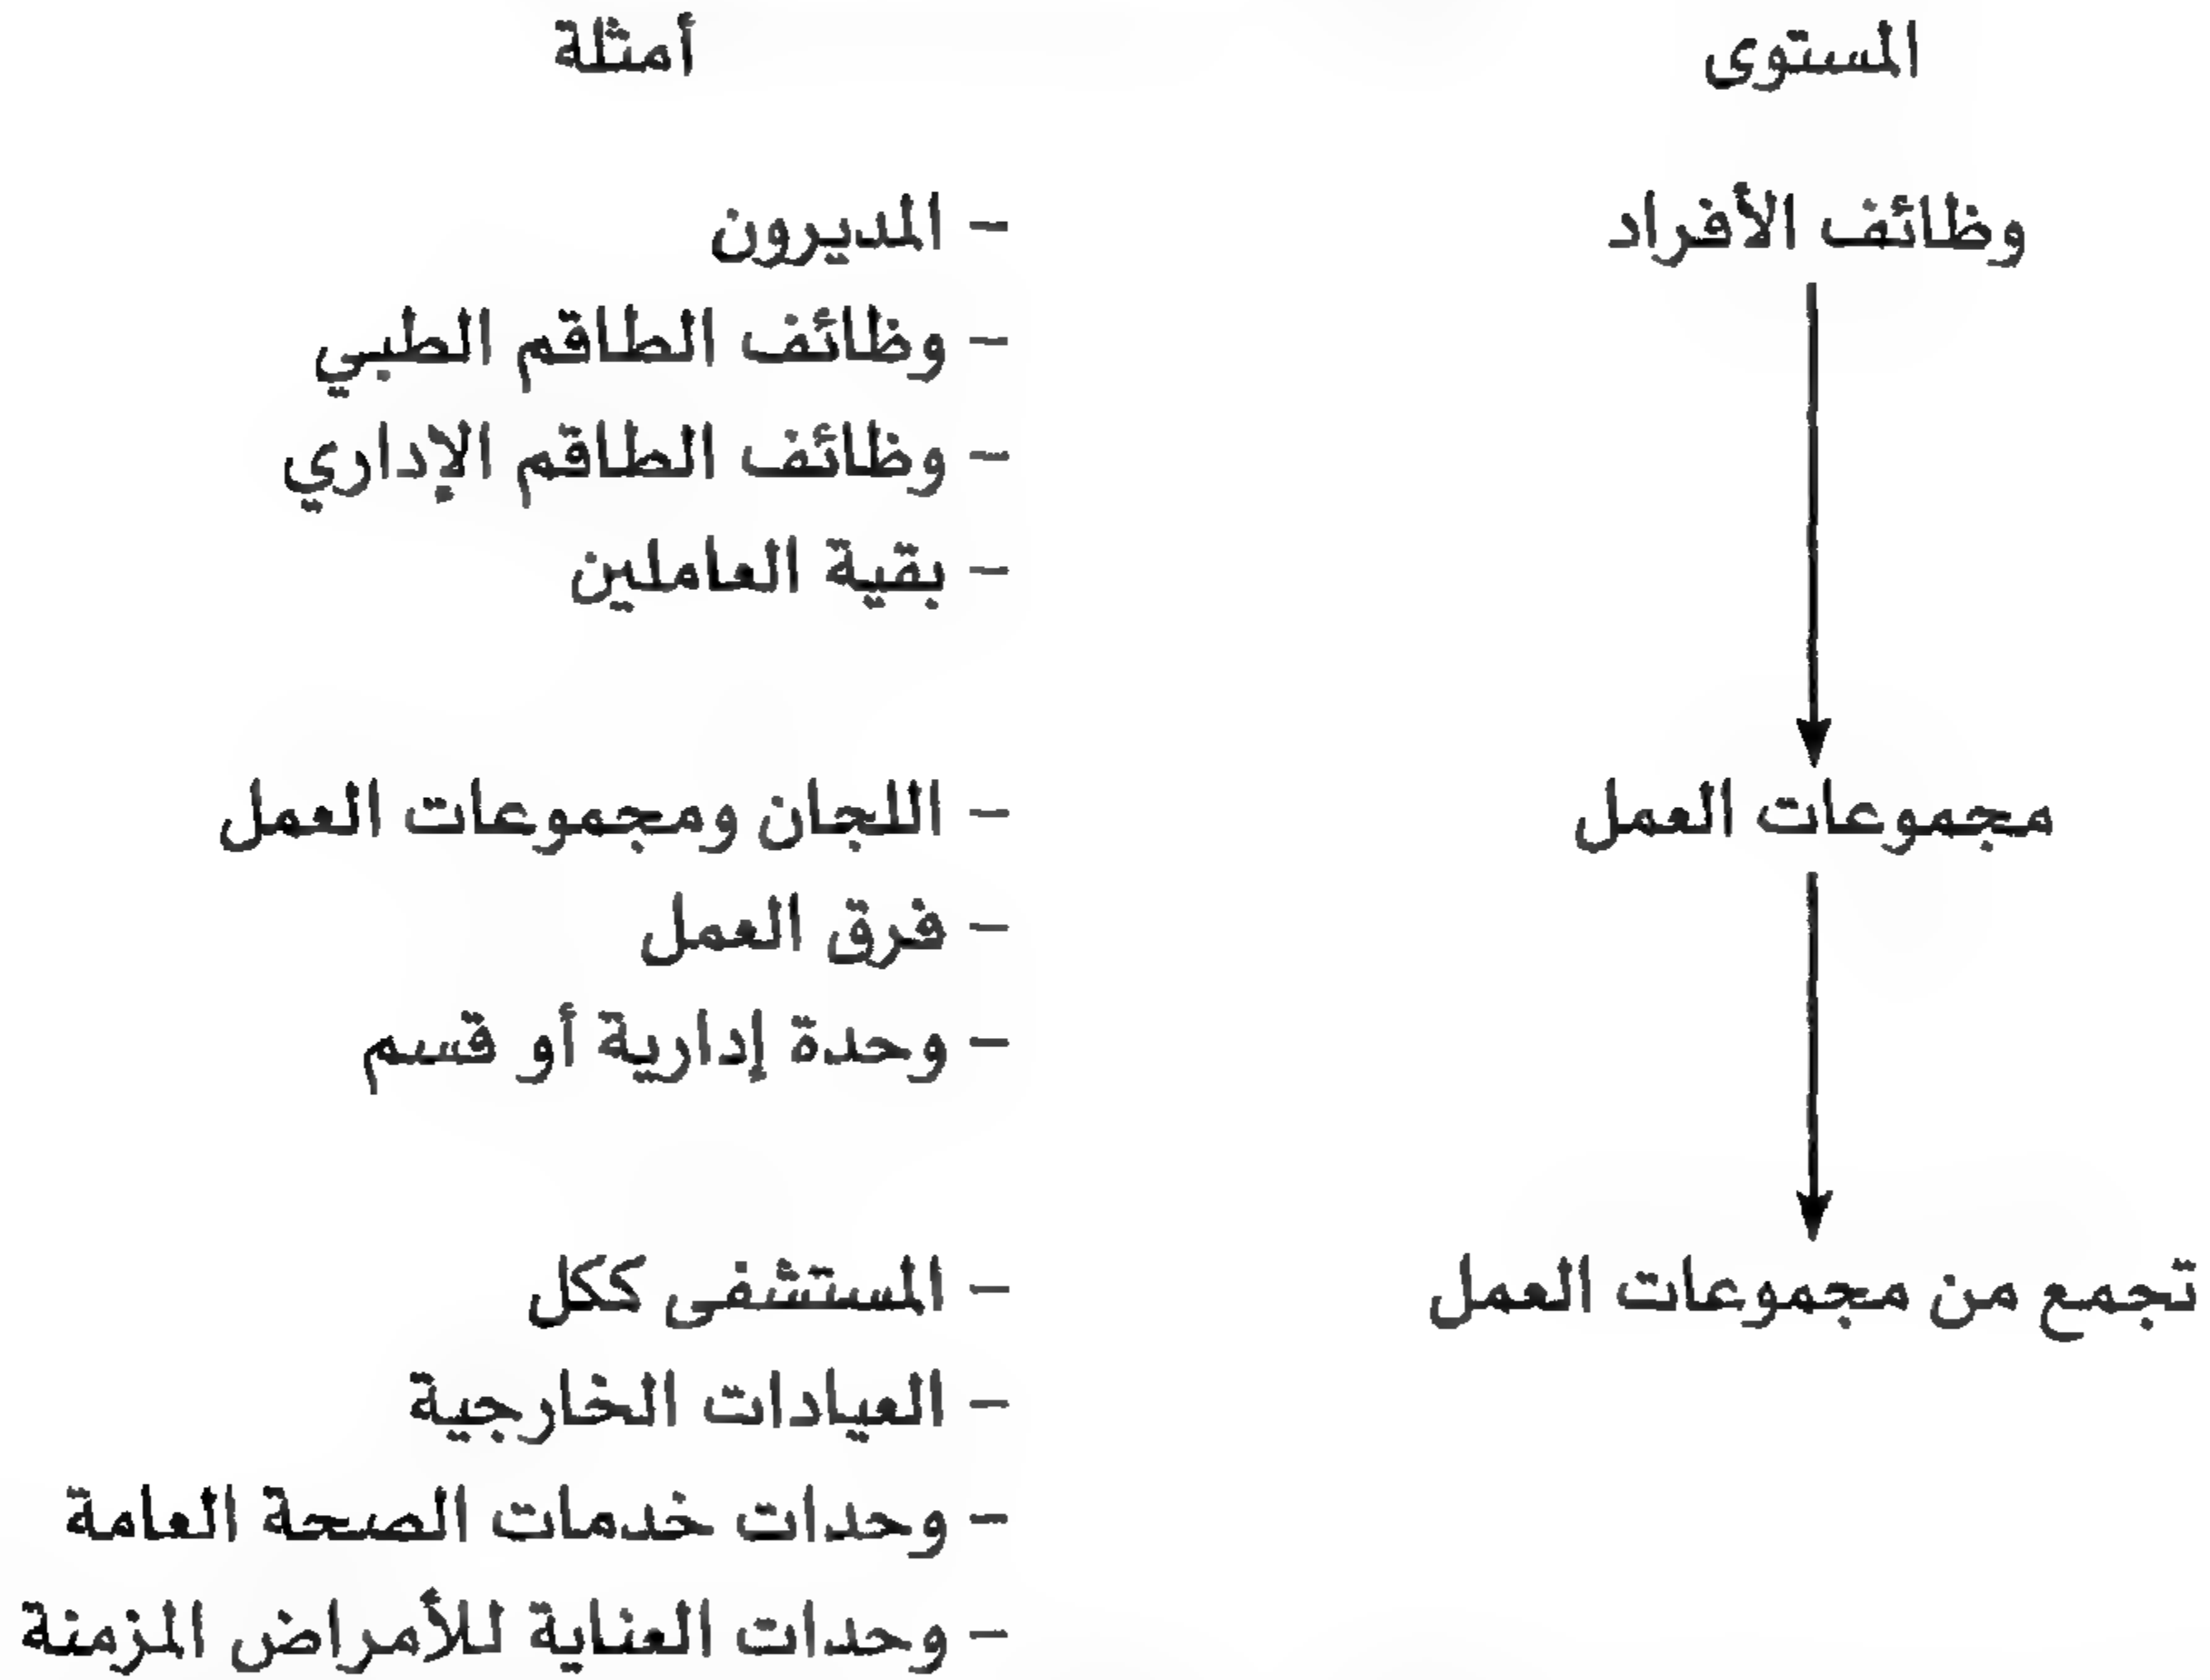 المستوى أمثلة
وظائف الأفراد - المديرون
- وظائف الطاقم الطبي
- وظائف الطاقم الإداري
- بقية العاملين
مجموعات العمل - اللجان ومجموعات العمل
- فرق العمل
- وحدة إدارية أو قسم
تجمع من مجموعات العمل - المستشفى ككل
- العيادات الخارجية
- وحدات خدمات الصحة العامة
- وحدات العناية للأمراض المزمنة